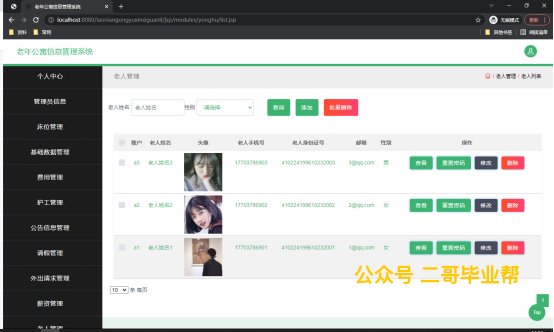 老年公寓信息管理系统
localhost:8080/laoniangongyuxinxiguanli/jsp/modules/yonghu/list.jsp
无痕模式
更新
资料
常用
其他书签
阅读清单
老年公寓信息管理系统
个人中心
管理员信息
床位管理
基础数据管理
费用管理
护工管理
公告信息管理
请假管理
外出请求管理
薪资管理
老人管理
老人管理
/ 老人管理 / 老人列表
老人姓名
老人姓名
性别
-请选择-
查询
添加
批量删除
账户 老人姓名 头像 老人手机号 老人身份证号 邮箱 性别 操作
a3 老人姓名3 17703786903 410224199610232003 3@qq.com 男 查看 重置密码 修改 删除
a2 老人姓名2 17703786902 410224199610232002 2@qq.com 女 查看 重置密码 修改 删除
a1 老人姓名1 17703786901 410224199610232001 1@qq.com 女 查看 重置密码 修改 删除
10 条 每页
公众号 二哥毕业帮
1
Top